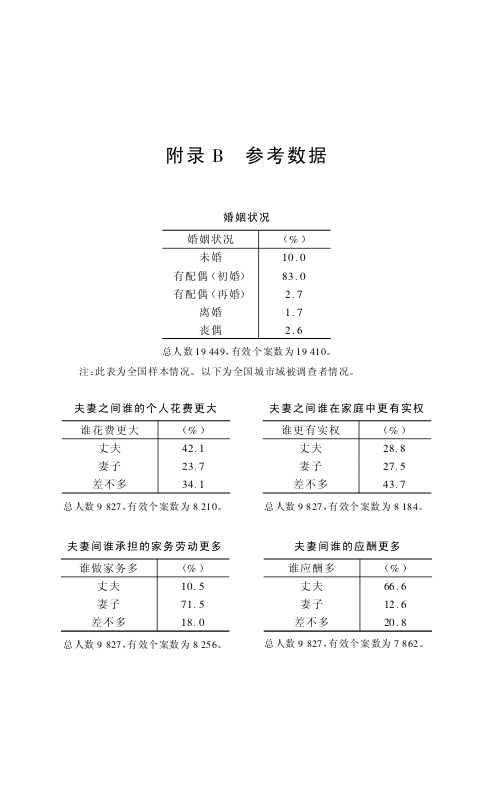 附录 B 参考数据
婚姻状况
婚姻状况 （%）
未婚 10.0
有配偶（初婚） 83.0
有配偶（再婚） 2.7
离婚 1.7
丧偶 2.6
总人数 19 449，有效个案数为 19 410。
注：此表为全国样本情况。以下为全国城市域被调查者情况。
夫妻之间谁的个人花费更大
谁花费更大 （%）
丈夫 42.1
妻子 23.7
差不多 34.1
总人数 9 827，有效个案数为 8 210。
夫妻之间谁在家庭中更有实权
谁更有实权 （%）
丈夫 28.8
妻子 27.5
差不多 43.7
总人数 9 827，有效个案数为 8 184。
夫妻间谁承担的家务劳动更多
谁做家务多 （%）
丈夫 10.5
妻子 71.5
差不多 18.0
总人数 9 827，有效个案数为 8 256。
夫妻间谁的应酬更多
谁应酬多 （%）
丈夫 66.6
妻子 12.6
差不多 20.8
总人数 9 827，有效个案数为 7 862。